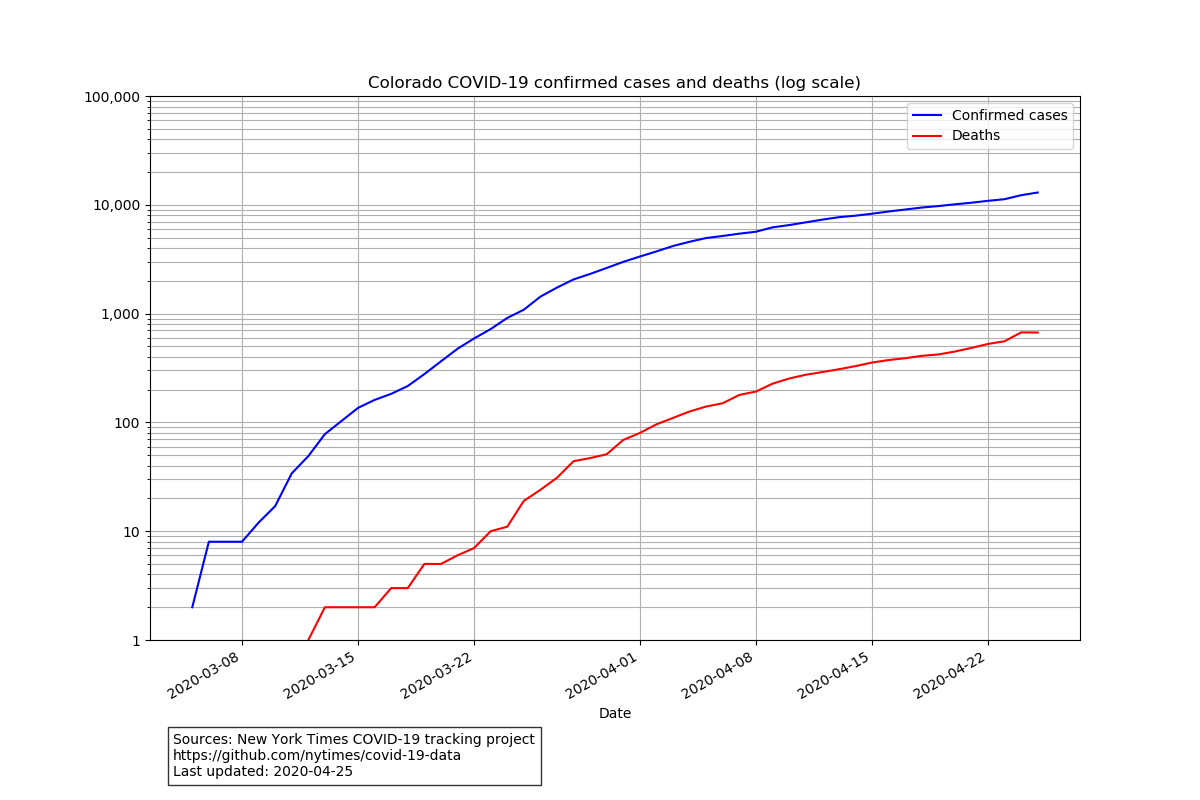 Colorado COVID-19 confirmed cases and deaths (log scale)
100,000
10,000
1,000
100
10
1
Confirmed cases
Deaths
2020-03-08
2020-03-15
2020-03-22
2020-04-01
2020-04-08
2020-04-15
2020-04-22
Date
Sources: New York Times COVID-19 tracking project
https://github.com/nytimes/covid-19-data
Last updated: 2020-04-25